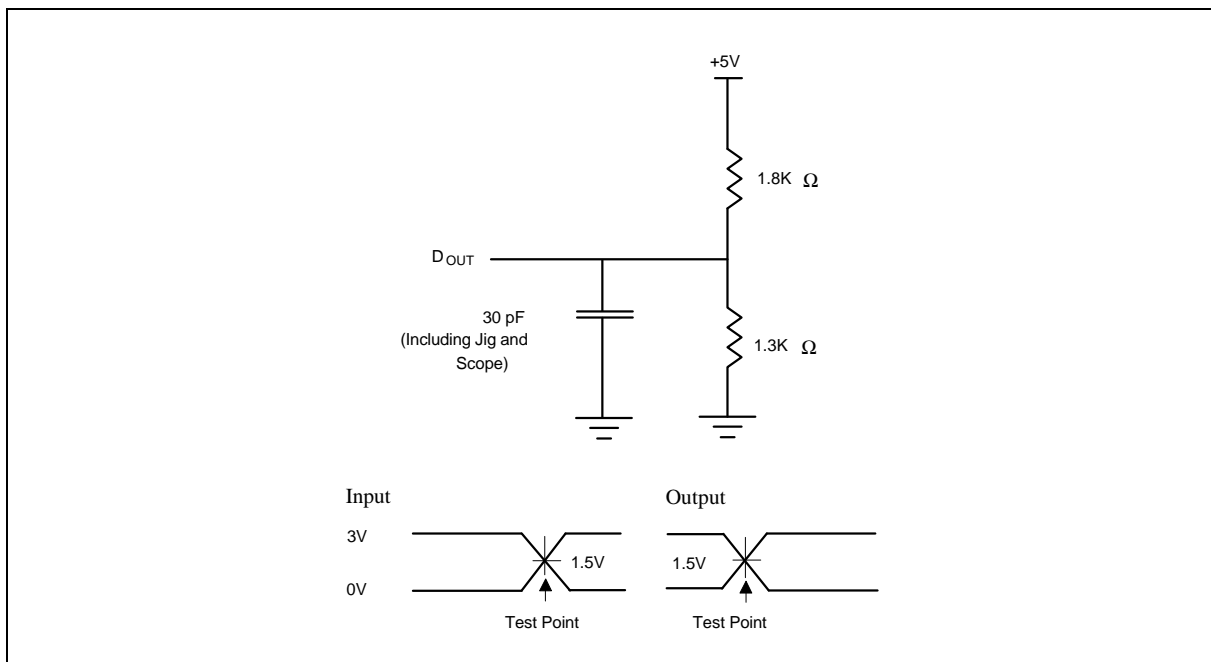 +5V
1.8K Ω
DOUT
30 pF
(Including Jig and
Scope)
1.3K Ω
Input
Output
3V
1.5V
1.5V
0V
Test Point
Test Point